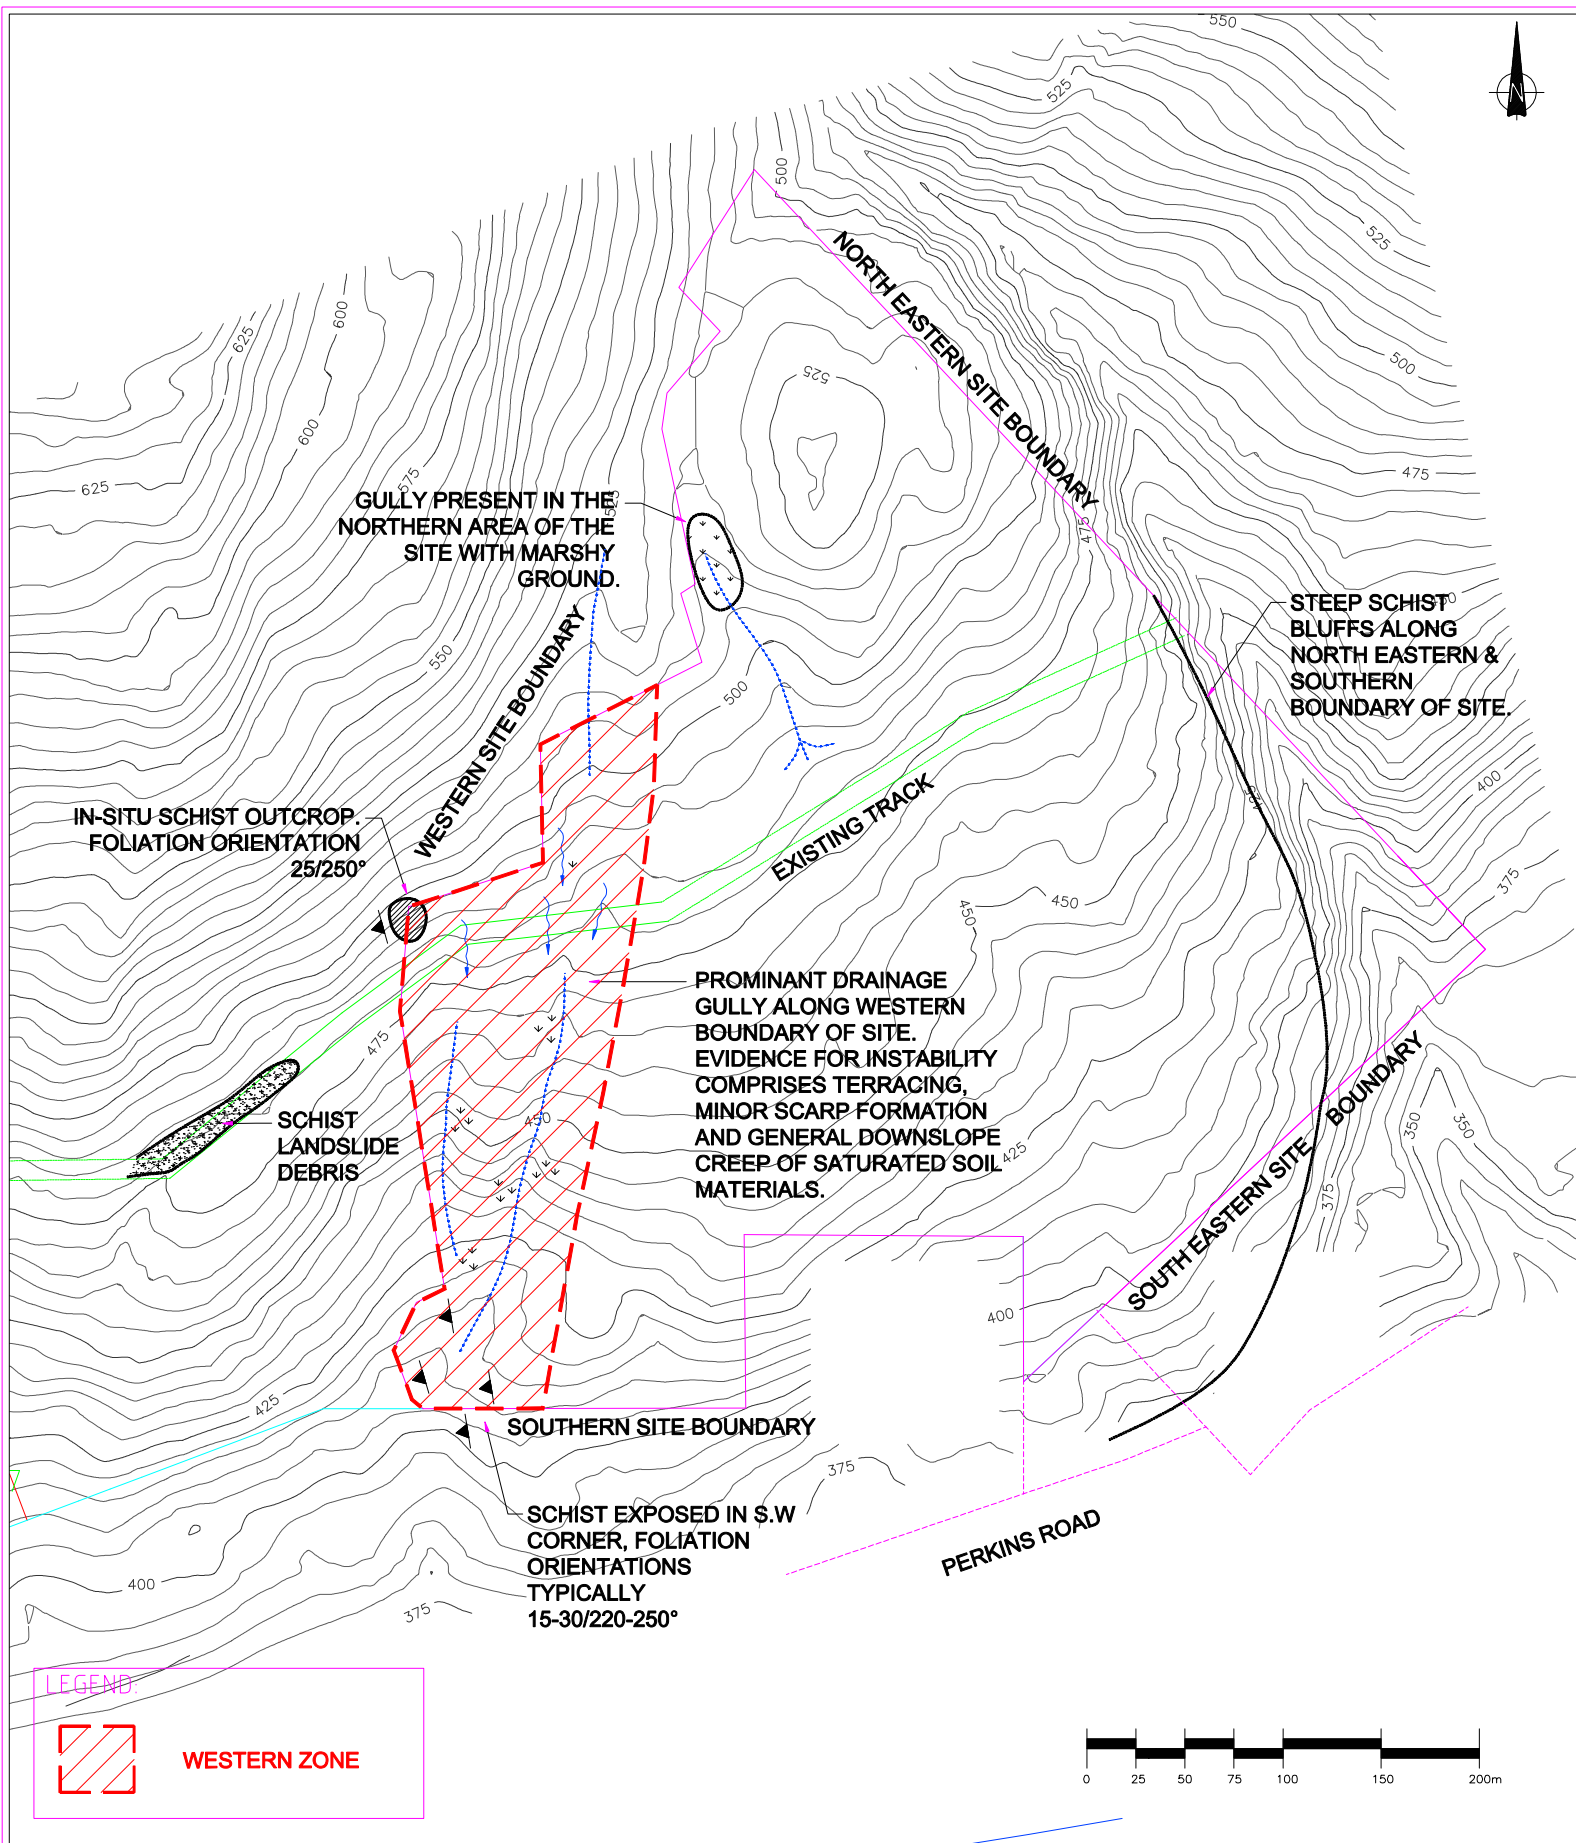 550
525
N
500
NORTH EASTERN SITE BOUNDARY
525
625
600
600
575
625
525
500
475
GULLY PRESENT IN THE
NORTHERN AREA OF THE
SITE WITH MARSHY
GROUND.
525
475
450
STEEP SCHIST
BLUFFS ALONG
NORTH EASTERN &
SOUTHERN
BOUNDARY OF SITE.
550
500
WESTERN SITE BOUNDARY
IN-SITU SCHIST OUTCROP.
FOLIATION ORIENTATION
25/250°
EXISTING TRACK
425
400
375
450
450
PROMINANT DRAINAGE
GULLY ALONG WESTERN
BOUNDARY OF SITE.
EVIDENCE FOR INSTABILITY
COMPRISES TERRACING,
MINOR SCARP FORMATION
AND GENERAL DOWNSLOPE
CREEP OF SATURATED SOIL
MATERIALS.
475
450
SCHIST
LANDSLIDE
DEBRIS
425
350
350
375
SOUTH EASTERN SITE BOUNDARY
400
425
SOUTHERN SITE BOUNDARY
375
SCHIST EXPOSED IN S.W
CORNER, FOLIATION
ORIENTATIONS
TYPICALLY
15-30/220-250°
PERKINS ROAD
400
375
LEGEND:
WESTERN ZONE
0 25 50 75 100 150 200m